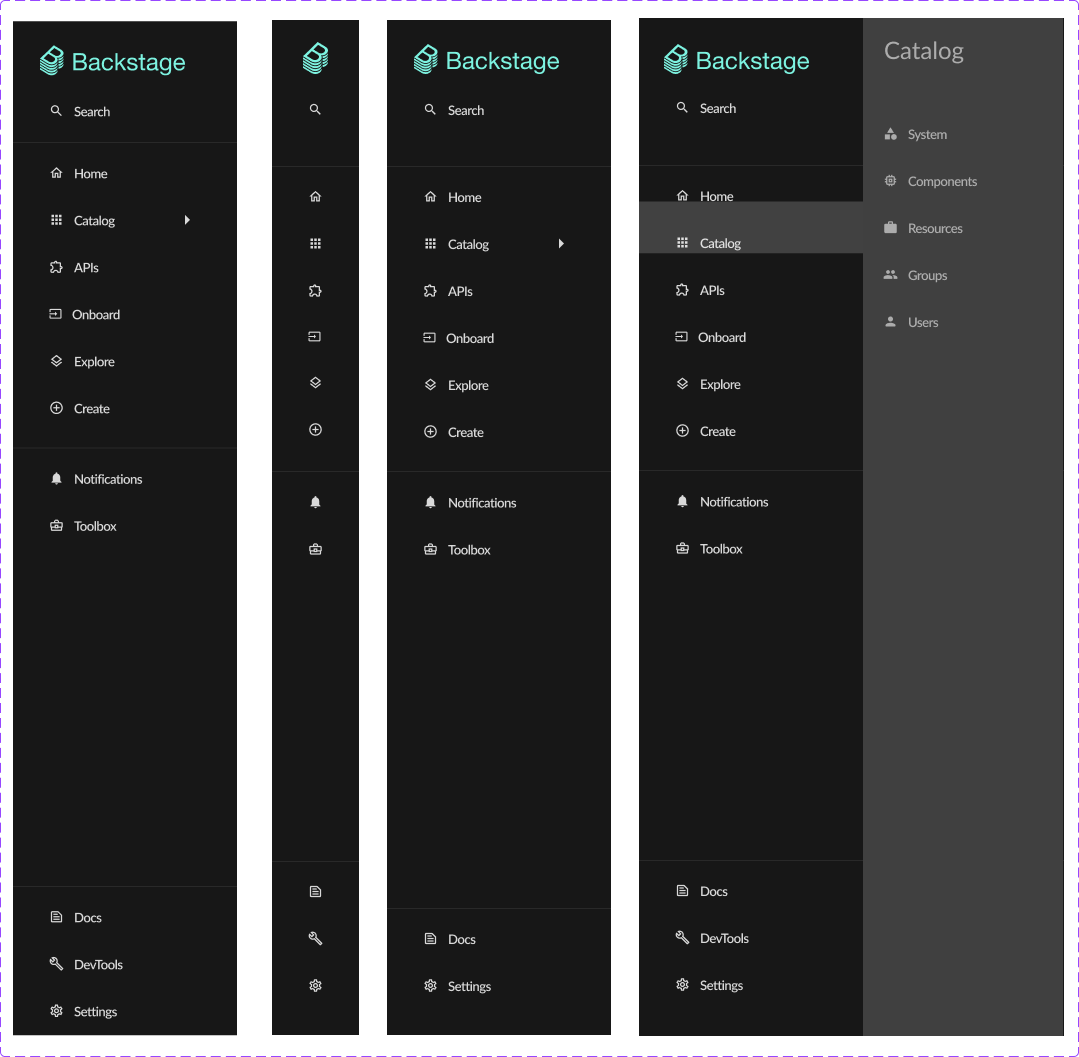 Backstage
Search
Home
Catalog
APIs
Onboard
Explore
Create
Notifications
Toolbox
Docs
DevTools
Settings
Backstage
Search
Home
Catalog
APIs
Onboard
Explore
Create
Notifications
Toolbox
Docs
Settings
Backstage
Search
Home
Catalog
APIs
Onboard
Explore
Create
Notifications
Toolbox
Docs
DevTools
Settings
Catalog
System
Components
Resources
Groups
Users